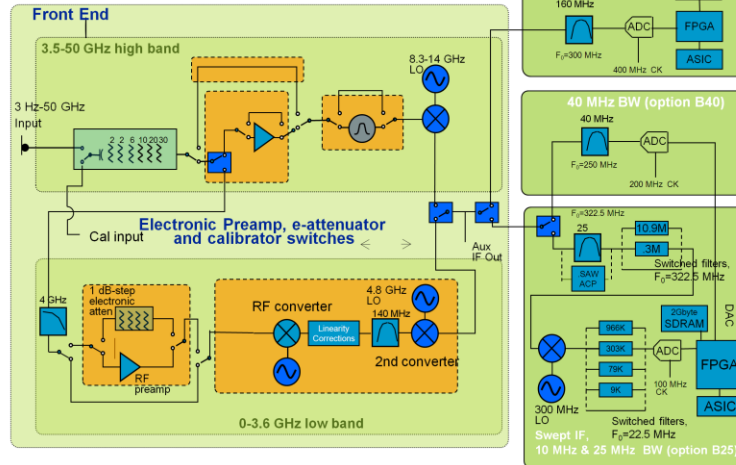 Front End
3.5-50 GHz high band
8.3-14 GHz
LO
3 Hz-50 GHz
Input
2 2 6 10 20 30
Cal input
Electronic Preamp, e-attenuator
and calibrator switches
Aux
IF Out
4 GHz
1 dB-step
electronic
atten
RF
preamp
RF converter
Linearity
Corrections
4.8 GHz
LO
140 MHz
2nd converter
0-3.6 GHz low band
160 MHz
F₀=300 MHz
ADC
400 MHz CK
FPGA
ASIC
40 MHz BW (option B40)
40 MHz
F₀=250 MHz
ADC
200 MHz CK
F₀=322.5 MHz
25
10.9M
.3M
.SAW
ACP
Switched filters,
F₀=322.5 MHz
966K
303K
79K
9K
2Gbyte
SDRAM
DAC
ADC
100 MHz
CK
FPGA
ASIC
300 MHz
LO
Switched filters,
F₀=22.5 MHz
Swept IF,
10 MHz & 25 MHz BW (option B25)